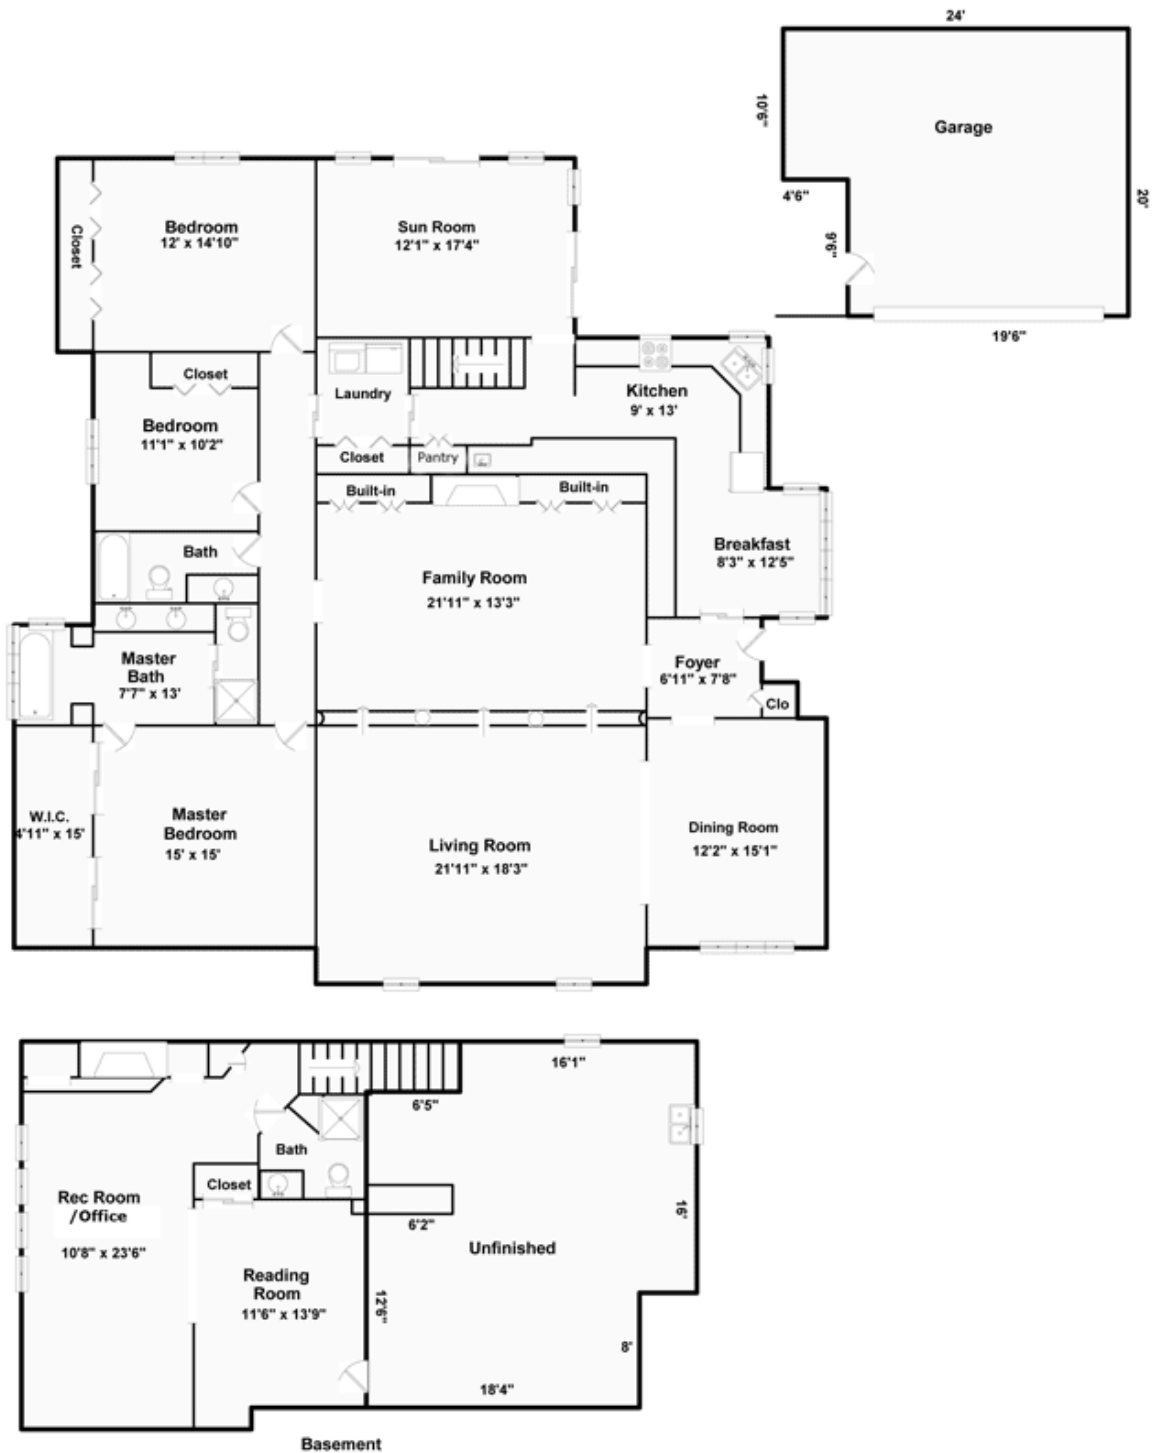 24'
10'6"
Garage
4'6"
20'
9'6"
19'6"
Closet
Bedroom
12' x 14'10"
Sun Room
12'1" x 17'4"
Closet
Laundry
Kitchen
9' x 13'
Bedroom
11'1" x 10'2"
Closet
Pantry
Built-in
Built-in
Bath
Breakfast
8'3" x 12'5"
Family Room
21'11" x 13'3"
Master
Bath
7'7" x 13'
Foyer
6'11" x 7'8"
Clo
W.I.C.
4'11" x 15'
Master
Bedroom
15' x 15'
Living Room
21'11" x 18'3"
Dining Room
12'2" x 15'1"
16'1"
6'5"
Bath
Closet
Rec Room
/Office
10'8" x 23'6"
6'2"
16'
Unfinished
Reading
Room
11'6" x 13'9"
12'6"
8'
18'4"
Basement